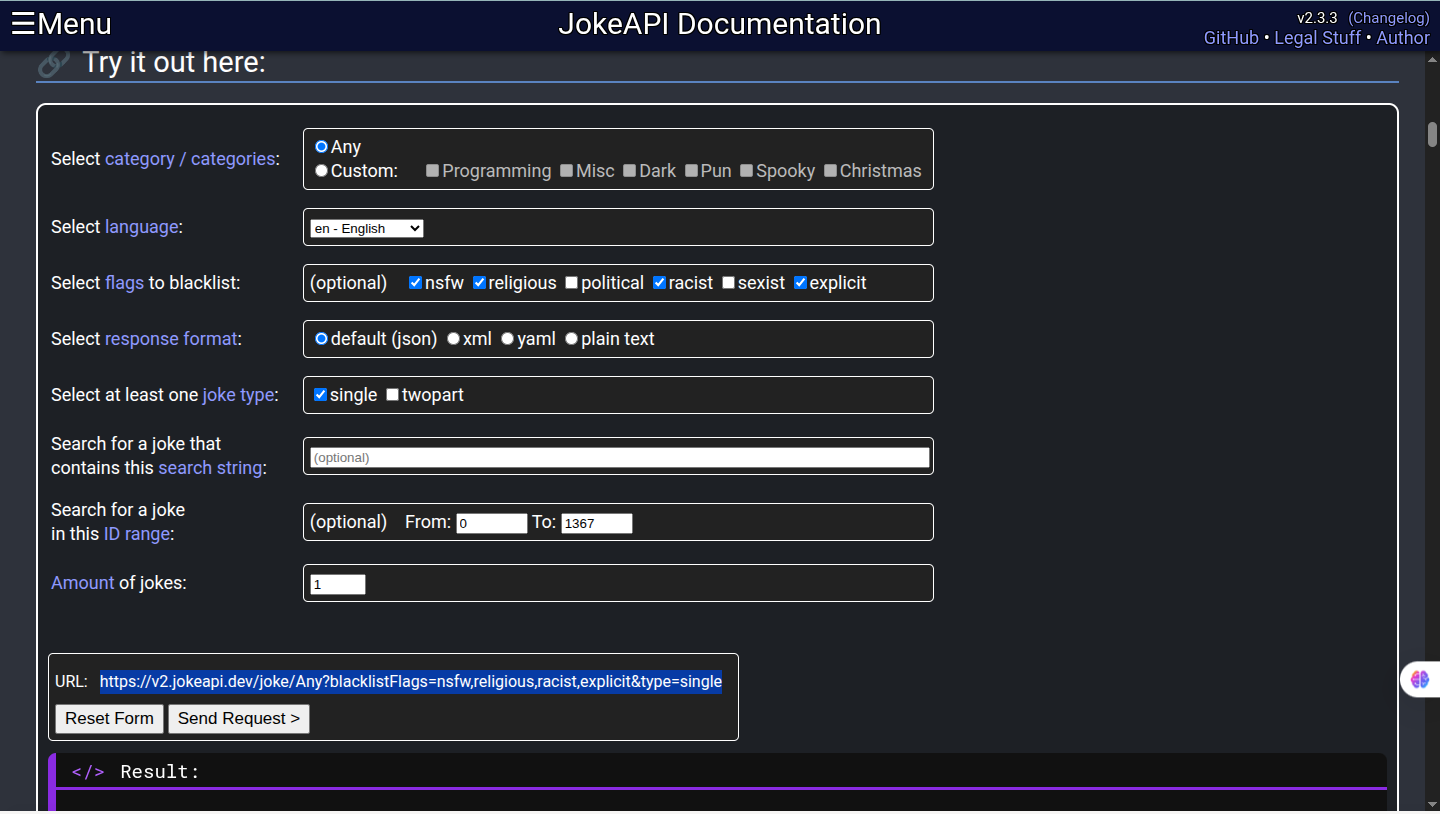 ☰Menu
JokeAPI Documentation
v2.3.3 (Changelog)
GitHub • Legal Stuff • Author
Try it out here:
Select category / categories:
Any
Custom: Programming Misc Dark Pun Spooky Christmas
Select language:
en - English
Select flags to blacklist:
(optional) nsfw religious political racist sexist explicit
Select response format:
default (json) xml yaml plain text
Select at least one joke type:
single twopart
Search for a joke that
contains this search string:
(optional)
Search for a joke
in this ID range:
(optional) From: 0 To: 1367
Amount of jokes:
1
URL: https://v2.jokeapi.dev/joke/Any?blacklistFlags=nsfw,religious,racist,explicit&type=single
Reset Form Send Request >
</> Result: